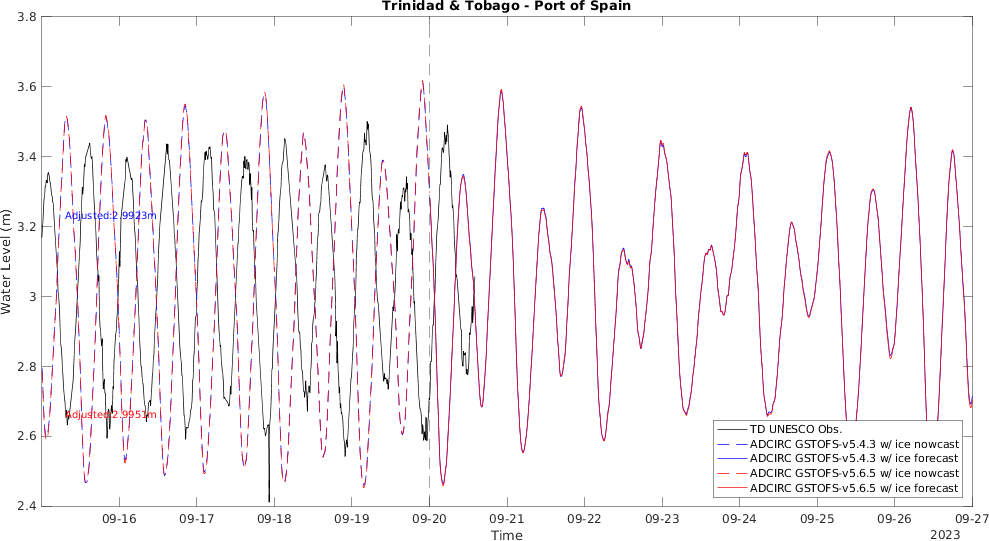 Trinidad & Tobago - Port of Spain
3.8
3.6
3.4
3.2
3
2.8
2.6
2.4
Water Level (m)
Adjusted:2.9923m
Adjusted:2.9951m
TD UNESCO Obs.
ADCIRC GSTOFS-v5.4.3 w/ ice nowcast
ADCIRC GSTOFS-v5.4.3 w/ ice forecast
ADCIRC GSTOFS-v5.6.5 w/ ice nowcast
ADCIRC GSTOFS-v5.6.5 w/ ice forecast
09-16 09-17 09-18 09-19 09-20 09-21 09-22 09-23 09-24 09-25 09-26 09-27
Time
2023